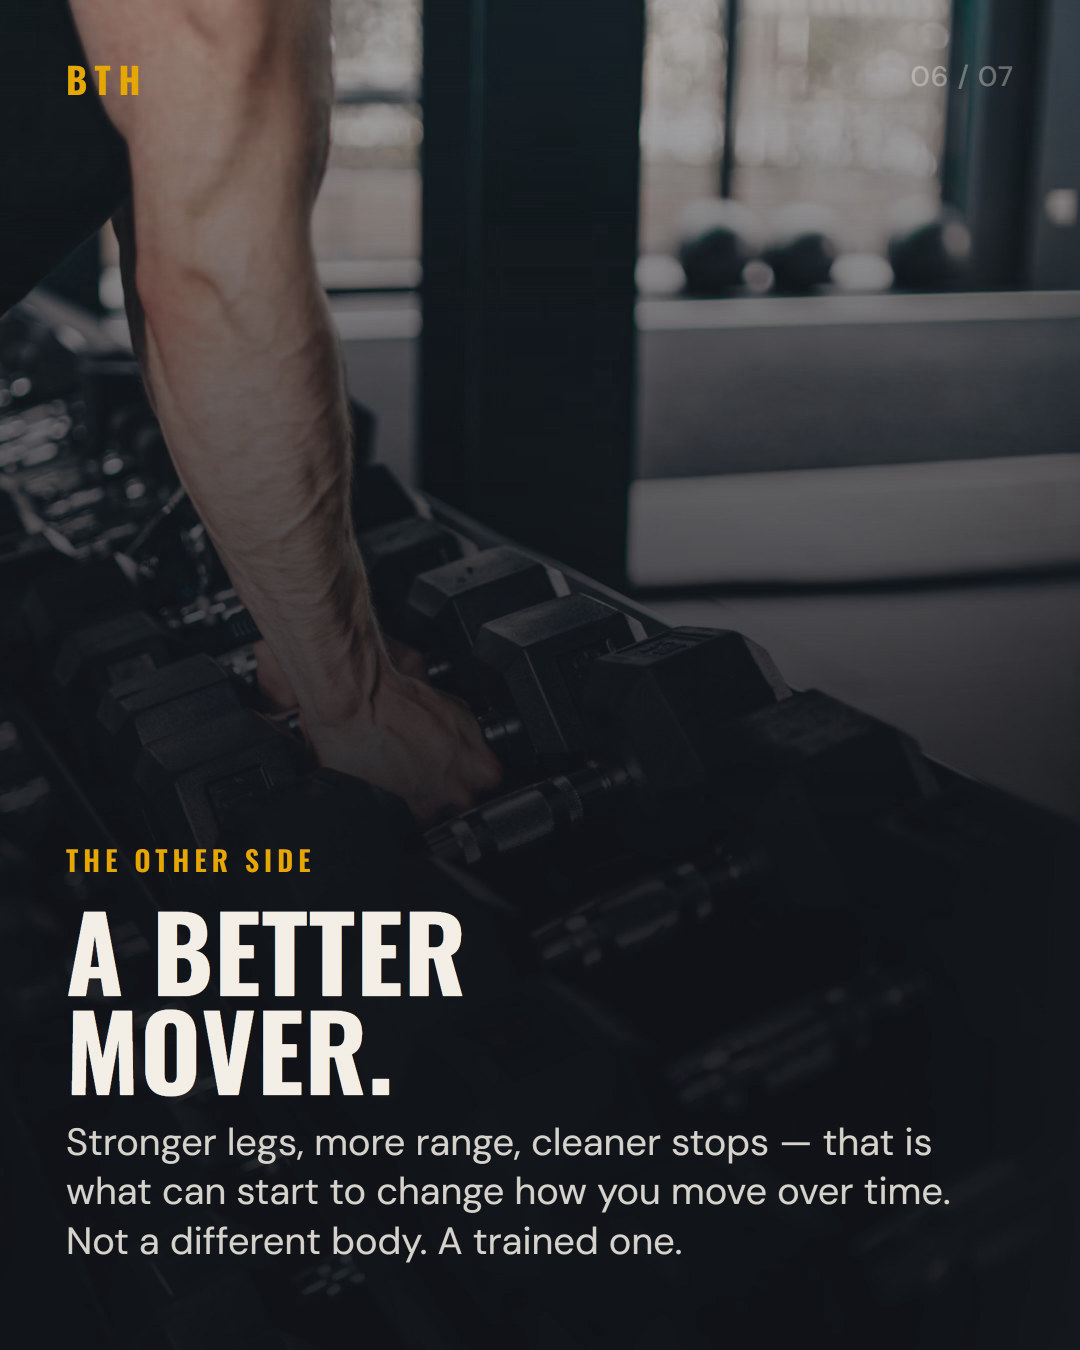 BTH
06 / 07
THE OTHER SIDE
A BETTER
MOVER.
Stronger legs, more range, cleaner stops — that is
what can start to change how you move over time.
Not a different body. A trained one.